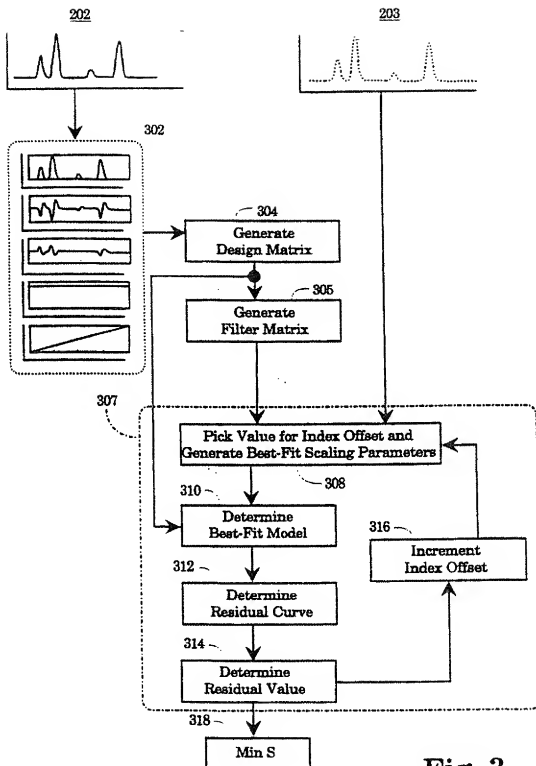 202
203
302
304
Generate
Design Matrix
305
Generate
Filter Matrix
307
Pick Value for Index Offset and
Generate Best-Fit Scaling Parameters
308
310
Determine
Best-Fit Model
316
Increment
Index Offset
312
Determine
Residual Curve
314
Determine
Residual Value
318
Min S